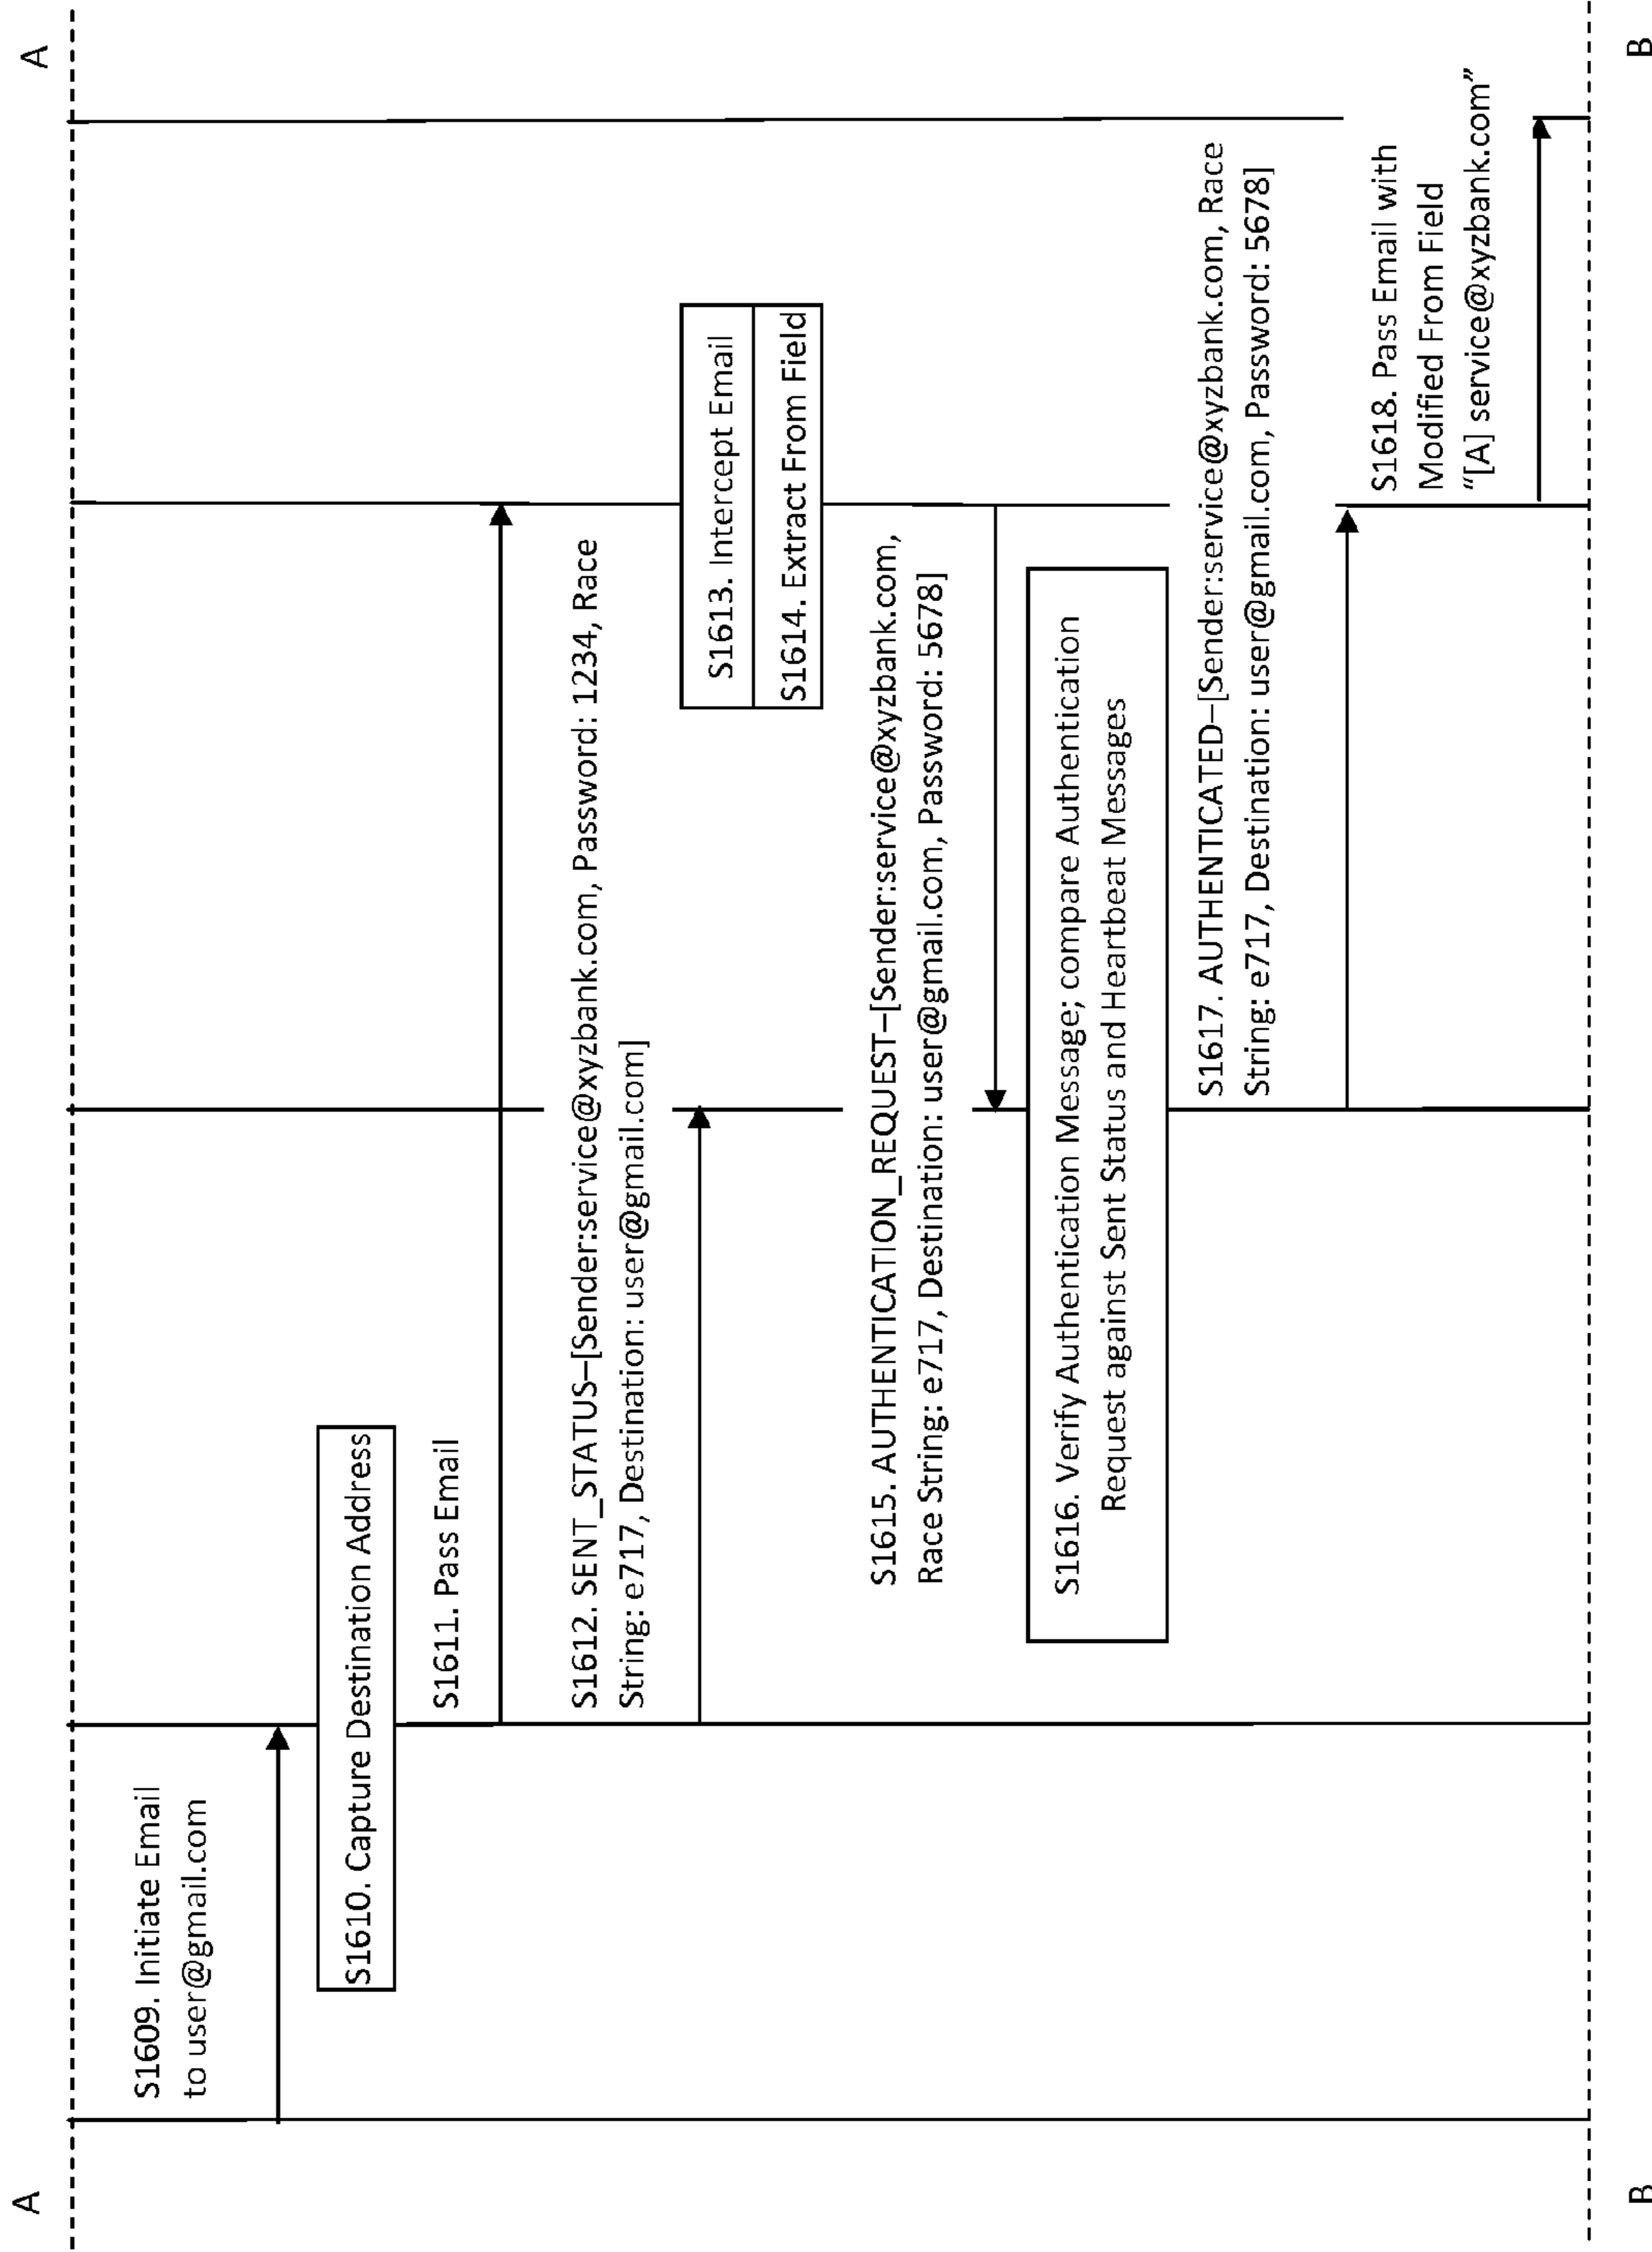 A
A
S1609. Initiate Email
to user@gmail.com
S1610. Capture Destination Address
S1611. Pass Email
S1612. SENT_STATUS–[Sender:service@xyzbank.com, Password: 1234, Race
String: e717, Destination: user@gmail.com]
S1613. Intercept Email
S1614. Extract From Field
S1615. AUTHENTICATION_REQUEST–[Sender:service@xyzbank.com,
Race String: e717, Destination: user@gmail.com, Password: 5678]
S1616. Verify Authentication Message; compare Authentication
Request against Sent Status and Heartbeat Messages
S1617. AUTHENTICATED–[Sender:service@xyzbank.com, Race
String: e717, Destination: user@gmail.com, Password: 5678]
S1618. Pass Email with
Modified From Field
“[A] service@xyzbank.com”
B
B